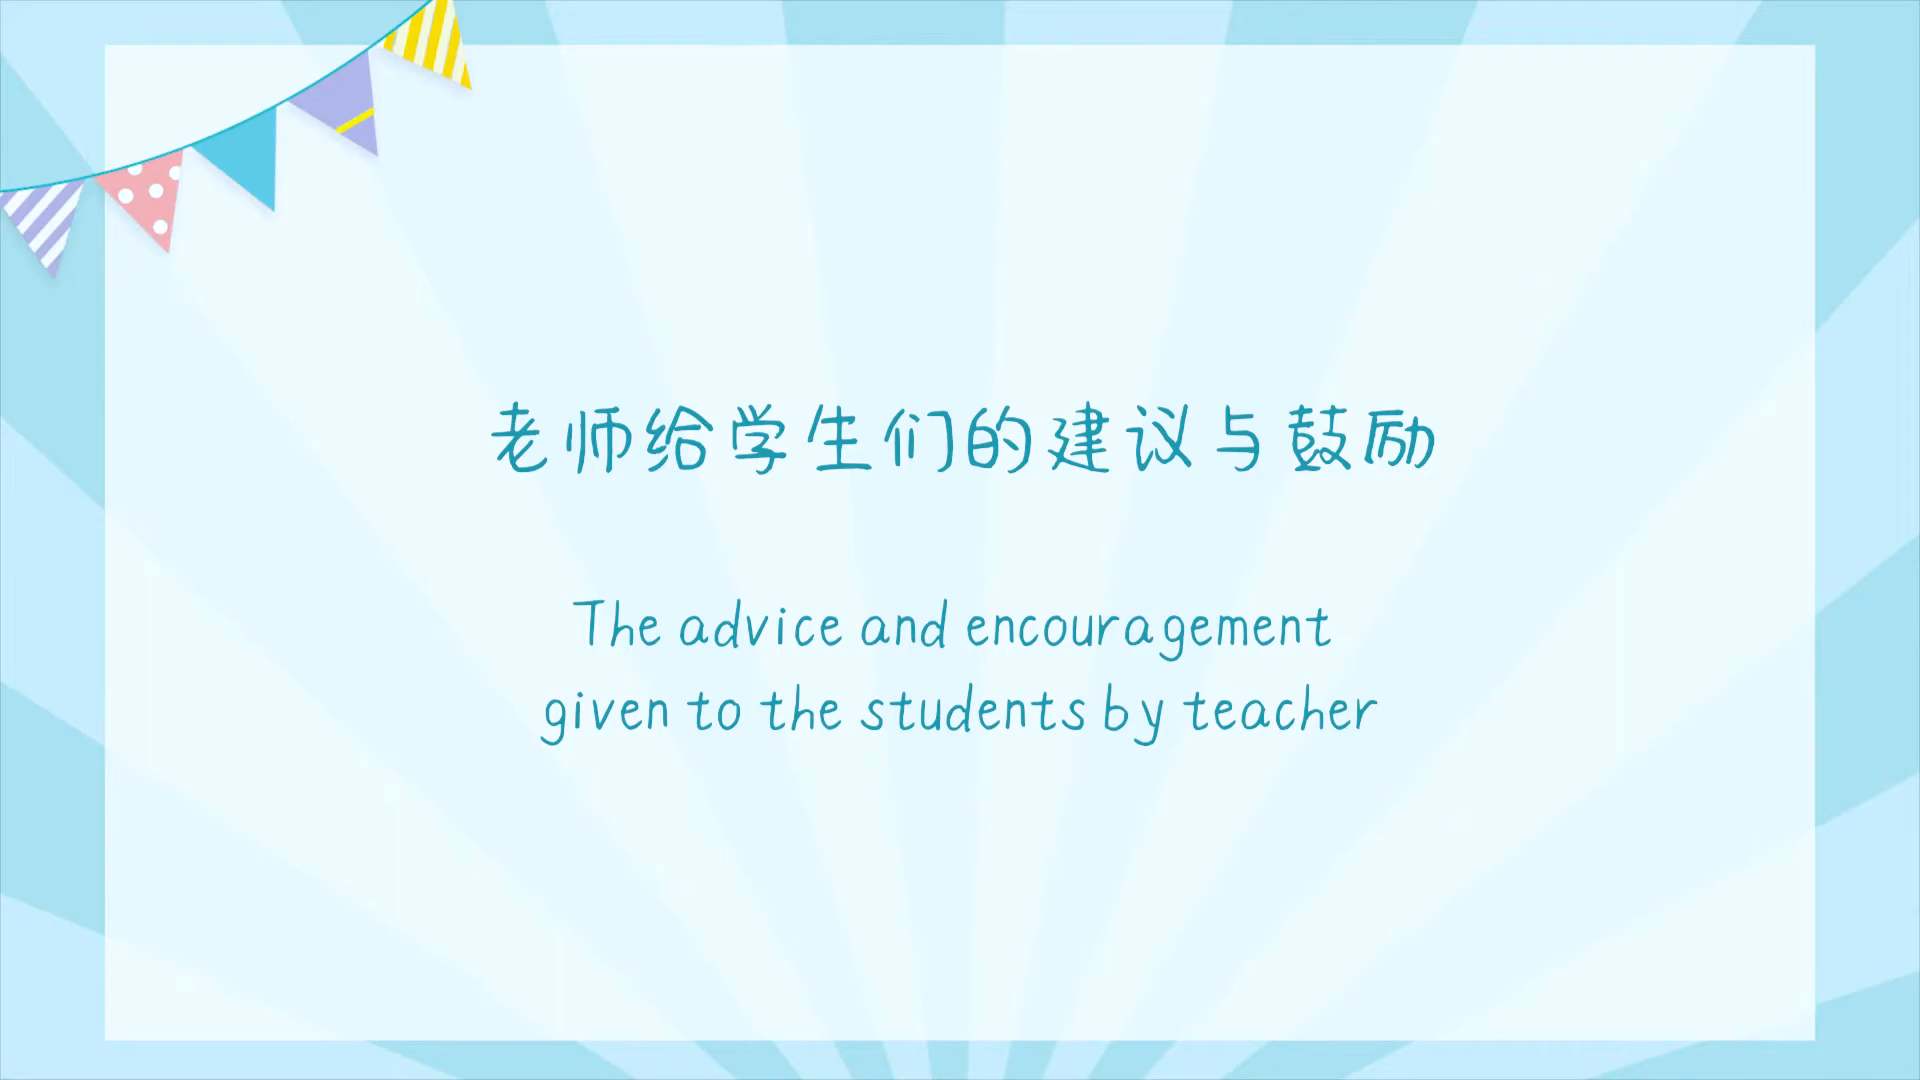 老师给学生们的建议与鼓励
The advice and encouragement
given to the students by teacher